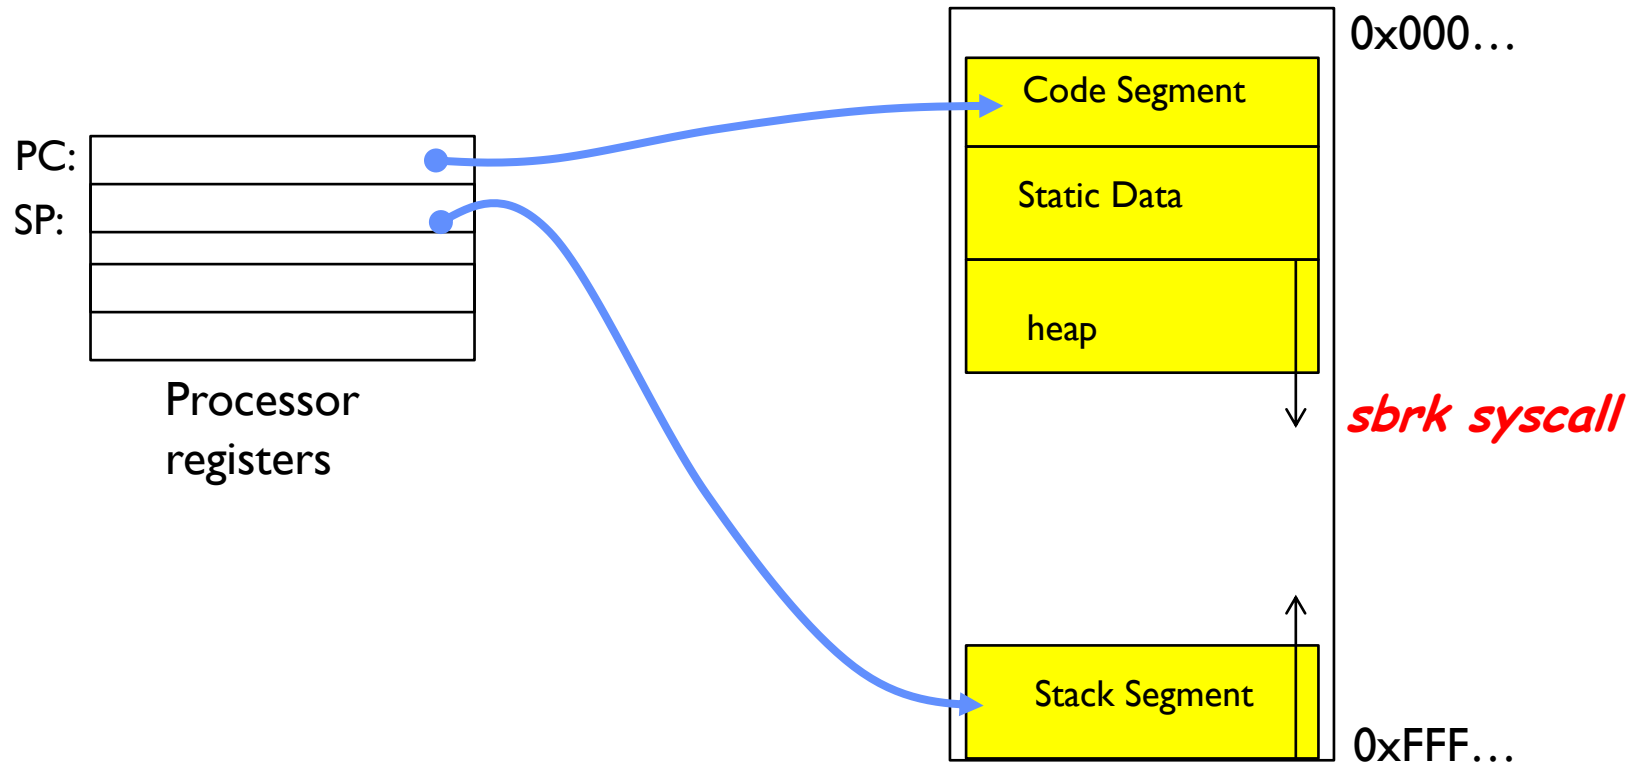 0x000…
Code Segment
PC:
Static Data
SP:
heap
Processor
registers
sbrk syscall
Stack Segment
0xFFF…